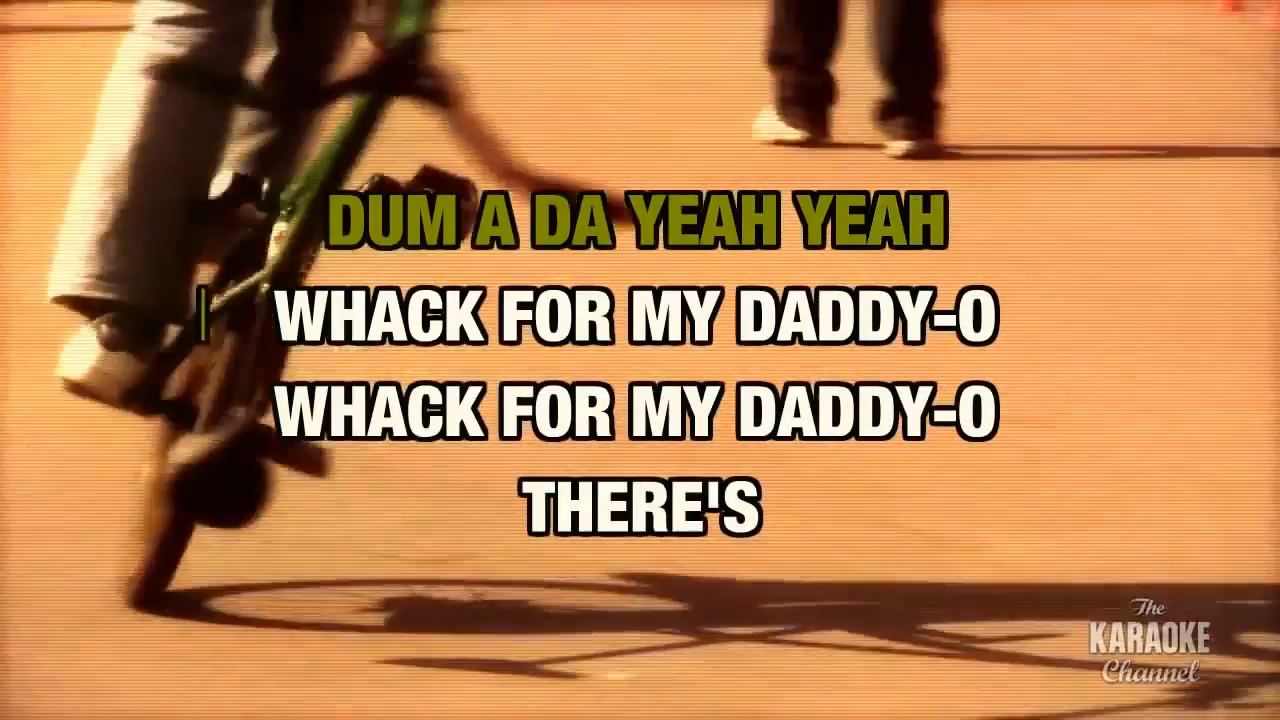 DUM A DA YEAH YEAH
WHACK FOR MY DADDY-O
WHACK FOR MY DADDY-O
THERE'S
The
KARAOKE
Channel